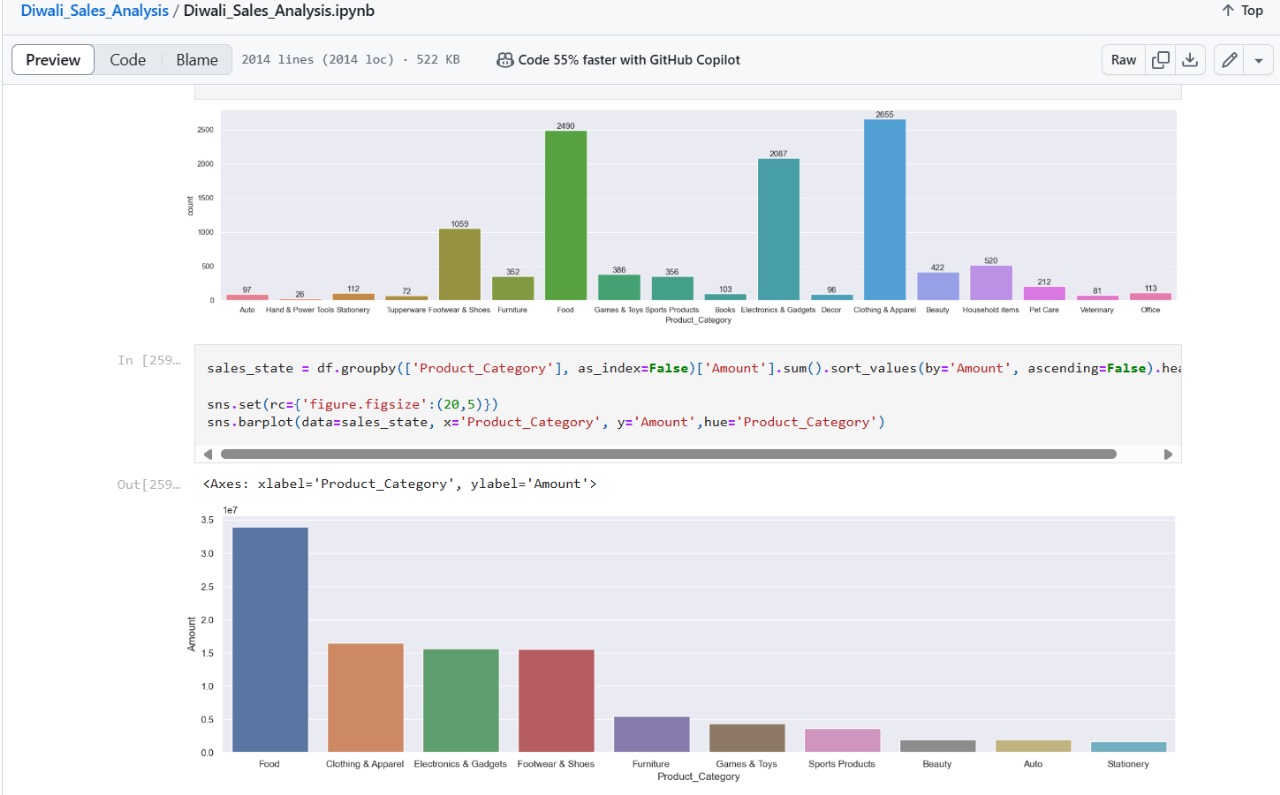 Diwali_Sales_Analysis / Diwali_Sales_Analysis.ipynb
Top
Preview Code Blame 2014 lines (2014 loc) · 522 KB Code 55% faster with GitHub Copilot Raw
2655
2490
2500
2087
2000
1500
count
1059
1000
500
97 26 112 72 352 386 356 103 96 422 520 212 81 113
0
Auto Hand & Power Tools Stationery Tupperware Footwear & Shoes Furniture Food Games & Toys Sports Products Books Electronics & Gadgets Decor Clothing & Apparel Beauty Household items Pet Care Veterinary Office
Product_Category
In [259…
sales_state = df.groupby(['Product_Category'], as_index=False)['Amount'].sum().sort_values(by='Amount', ascending=False).hea
sns.set(rc={'figure.figsize':(20,5)})
sns.barplot(data=sales_state, x='Product_Category', y='Amount',hue='Product_Category')
Out[259…
<Axes: xlabel='Product_Category', ylabel='Amount'>
1e7
3.5
3.0
2.5
2.0
Amount
1.5
1.0
0.5
0.0
Food Clothing & Apparel Electronics & Gadgets Footwear & Shoes Furniture Games & Toys Sports Products Beauty Auto Stationery
Product_Category